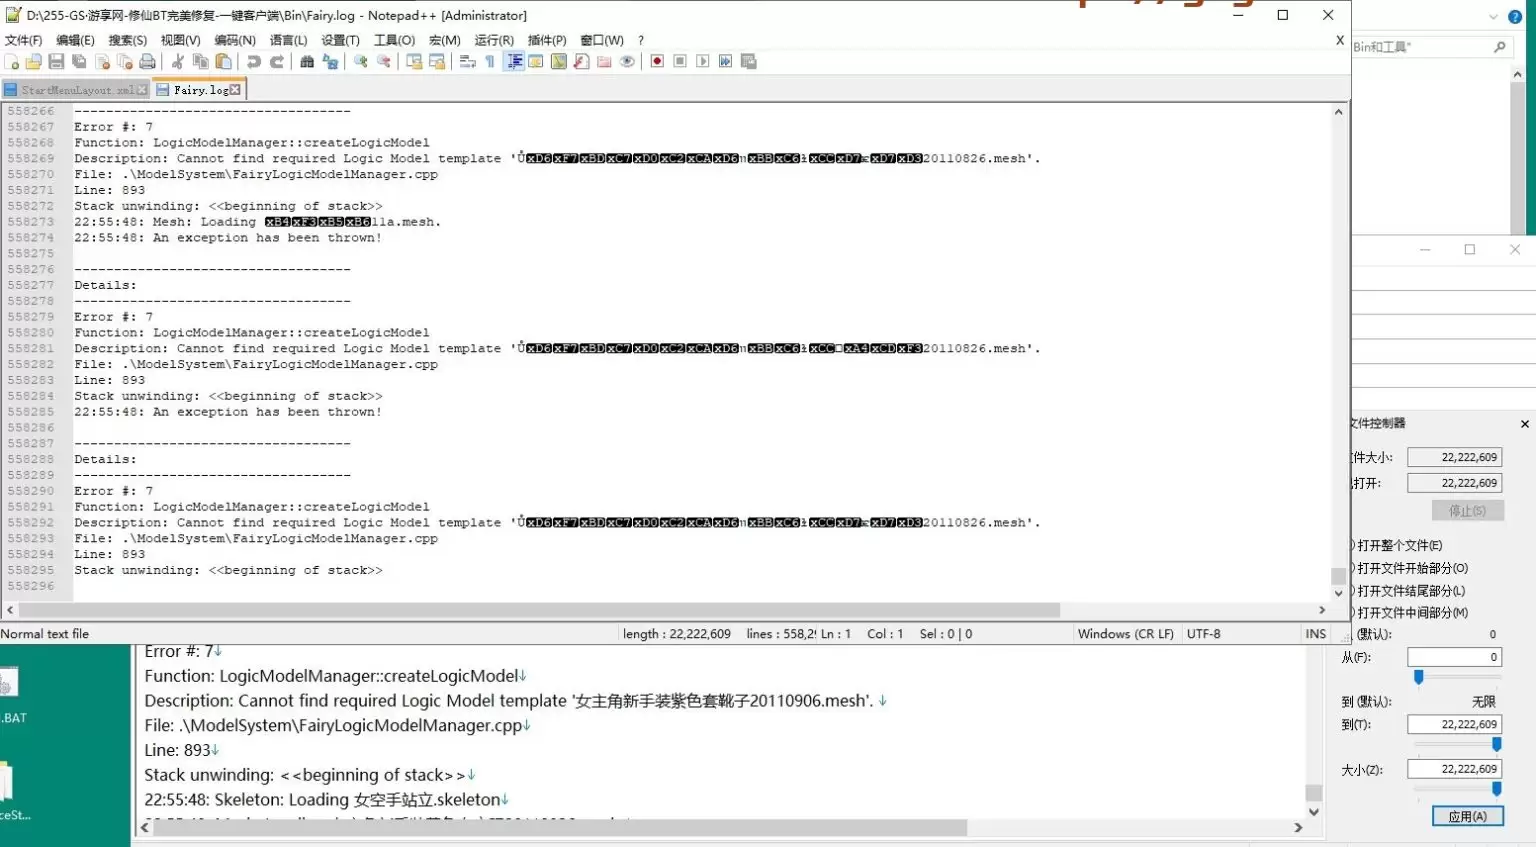 D:\255-GS·游享网-修仙BT完美修复-一键客户端\Bin\Fairy.log - Notepad++ [Administrator]
文件(F) 编辑(E) 搜索(S) 视图(V) 编码(N) 语言(L) 设置(T) 工具(O) 宏(M) 运行(R) 插件(P) 窗口(W) ? X
Bin和工具"
StartMenuLayout.xml Fairy.log
558266 -----------------------------------
558267 Error #: 7
558268 Function: LogicModelManager::createLogicModel
558269 Description: Cannot find required Logic Model template 'ŮxD6xF7xBDxC7xD0xC2xCAxD6 xBBxC6 xCCxD7 xD7xD320110826.mesh'.
558270 File: .\ModelSystem\FairyLogicModelManager.cpp
558271 Line: 893
558272 Stack unwinding: <<beginning of stack>>
558273 22:55:48: Mesh: Loading xB4xF3xB5xB611a.mesh.
558274 22:55:48: An exception has been thrown!
558275
558276 -----------------------------------
558277 Details:
558278 -----------------------------------
558279 Error #: 7
558280 Function: LogicModelManager::createLogicModel
558281 Description: Cannot find required Logic Model template 'ŮxD6xF7xBDxC7xD0xC2xCAxD6 xBBxC6 xCC xA4xCDxF320110826.mesh'.
558282 File: .\ModelSystem\FairyLogicModelManager.cpp
558283 Line: 893
558284 Stack unwinding: <<beginning of stack>>
558285 22:55:48: An exception has been thrown!
558286
558287 -----------------------------------
558288 Details:
558289 -----------------------------------
558290 Error #: 7
558291 Function: LogicModelManager::createLogicModel
558292 Description: Cannot find required Logic Model template 'ŮxD6xF7xBDxC7xD0xC2xCAxD6 xBBxC6 xCCxD7 xD7xD320110826.mesh'.
558293 File: .\ModelSystem\FairyLogicModelManager.cpp
558294 Line: 893
558295 Stack unwinding: <<beginning of stack>>
558296
Normal text file length : 22,222,609 lines : 558,29 Ln : 1 Col : 1 Sel : 0 | 0 Windows (CR LF) UTF-8 INS
Error #: 7↓
Function: LogicModelManager::createLogicModel↓
Description: Cannot find required Logic Model template '女主角新手装紫色套靴子20110906.mesh'. ↓
File: .\ModelSystem\FairyLogicModelManager.cpp↓
Line: 893↓
Stack unwinding: <<beginning of stack>>↓
22:55:48: Skeleton: Loading 女空手站立.skeleton↓
.BAT
ceSt...
文件控制器
件大小: 22,222,609
打开: 22,222,609
停止(S)
打开整个文件(E)
打开文件开始部分(O)
打开文件结尾部分(L)
打开文件中间部分(M)
(默认): 0
从(F): 0
到 (默认): 无限
到(T): 22,222,609
大小(Z): 22,222,609
应用(A)